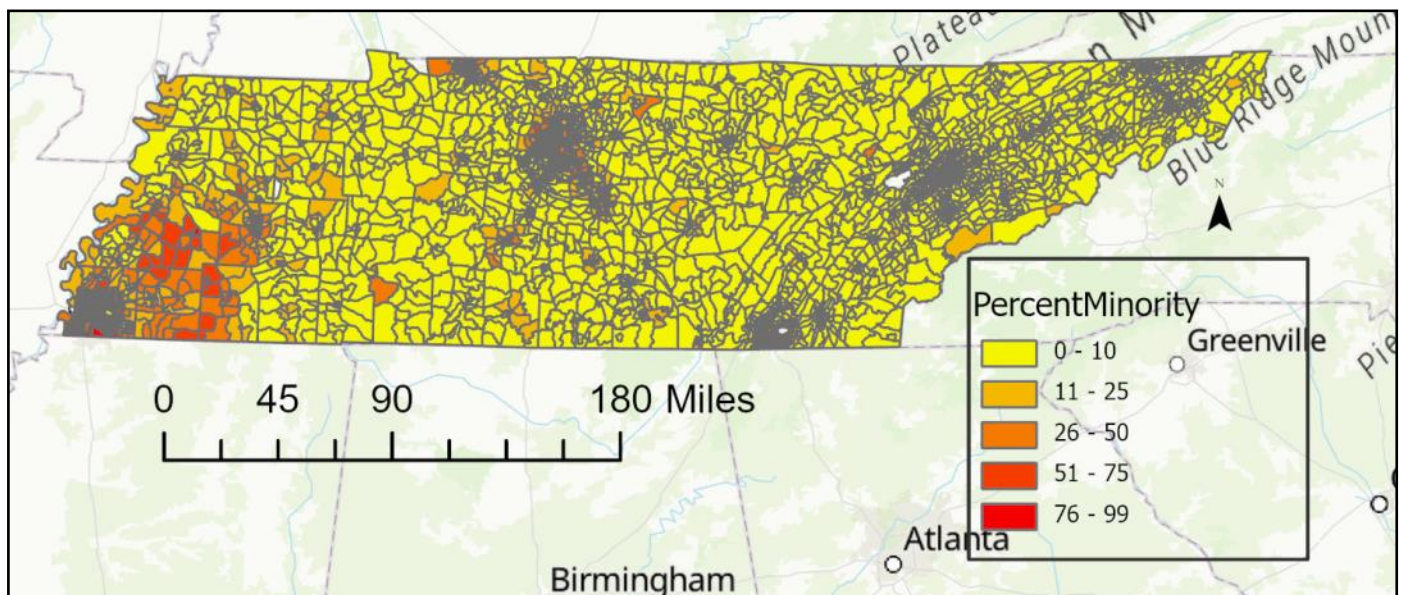 Plateau
n M
Blue Ridge Moun
N
PercentMinority
0 - 10
11 - 25
26 - 50
51 - 75
76 - 99
Greenville
Pie
0 45 90 180 Miles
Atlanta
Birmingham